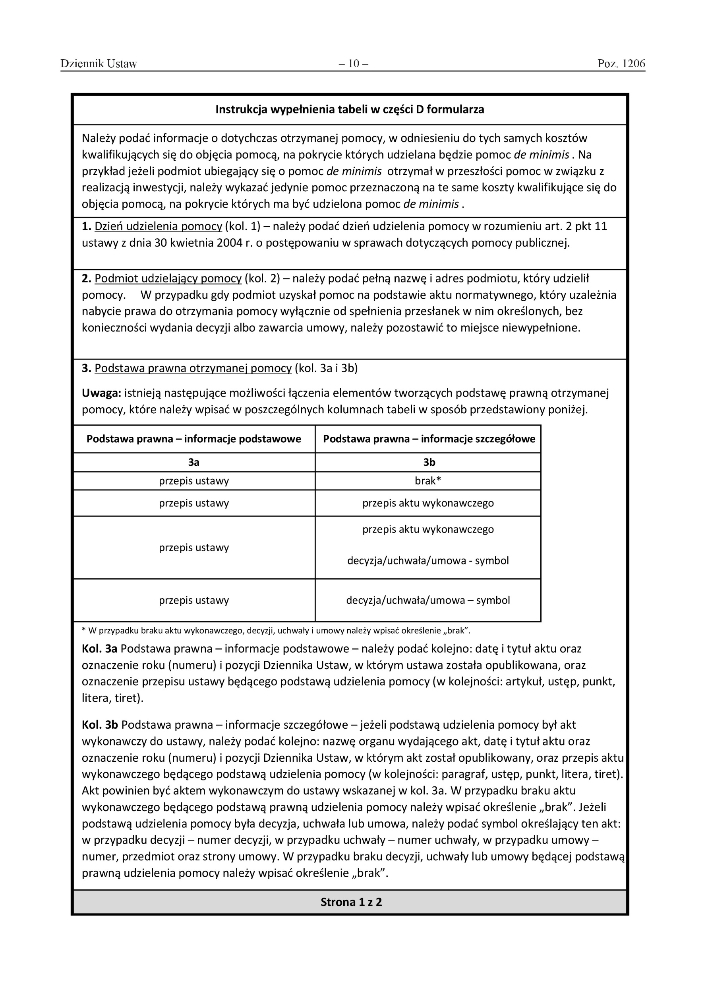 Dziennik Ustaw – 10 – Poz. 1206
Instrukcja wypełnienia tabeli w części D formularza
Należy podać informacje o dotychczas otrzymanej pomocy, w odniesieniu do tych samych kosztów
kwalifikujących się do objęcia pomocą, na pokrycie których udzielana będzie pomoc de minimis . Na
przykład jeżeli podmiot ubiegający się o pomoc de minimis otrzymał w przeszłości pomoc w związku z
realizacją inwestycji, należy wykazać jedynie pomoc przeznaczoną na te same koszty kwalifikujące się do
objęcia pomocą, na pokrycie których ma być udzielona pomoc de minimis .
1. Dzień udzielenia pomocy (kol. 1) – należy podać dzień udzielenia pomocy w rozumieniu art. 2 pkt 11
ustawy z dnia 30 kwietnia 2004 r. o postępowaniu w sprawach dotyczących pomocy publicznej.
2. Podmiot udzielający pomocy (kol. 2) – należy podać pełną nazwę i adres podmiotu, który udzielił
pomocy. W przypadku gdy podmiot uzyskał pomoc na podstawie aktu normatywnego, który uzależnia
nabycie prawa do otrzymania pomocy wyłącznie od spełnienia przesłanek w nim określonych, bez
konieczności wydania decyzji albo zawarcia umowy, należy pozostawić to miejsce niewypełnione.
3. Podstawa prawna otrzymanej pomocy (kol. 3a i 3b)
Uwaga: istnieją następujące możliwości łączenia elementów tworzących podstawę prawną otrzymanej
pomocy, które należy wpisać w poszczególnych kolumnach tabeli w sposób przedstawiony poniżej.
Podstawa prawna – informacje podstawowe Podstawa prawna – informacje szczegółowe
3a 3b
przepis ustawy brak*
przepis ustawy przepis aktu wykonawczego
przepis aktu wykonawczego
przepis ustawy
decyzja/uchwała/umowa - symbol
przepis ustawy decyzja/uchwała/umowa – symbol
* W przypadku braku aktu wykonawczego, decyzji, uchwały i umowy należy wpisać określenie „brak”.
Kol. 3a Podstawa prawna – informacje podstawowe – należy podać kolejno: datę i tytuł aktu oraz
oznaczenie roku (numeru) i pozycji Dziennika Ustaw, w którym ustawa została opublikowana, oraz
oznaczenie przepisu ustawy będącego podstawą udzielenia pomocy (w kolejności: artykuł, ustęp, punkt,
litera, tiret).
Kol. 3b Podstawa prawna – informacje szczegółowe – jeżeli podstawą udzielenia pomocy był akt
wykonawczy do ustawy, należy podać kolejno: nazwę organu wydającego akt, datę i tytuł aktu oraz
oznaczenie roku (numeru) i pozycji Dziennika Ustaw, w którym akt został opublikowany, oraz przepis aktu
wykonawczego będącego podstawą udzielenia pomocy (w kolejności: paragraf, ustęp, punkt, litera, tiret).
Akt powinien być aktem wykonawczym do ustawy wskazanej w kol. 3a. W przypadku braku aktu
wykonawczego będącego podstawą prawną udzielenia pomocy należy wpisać określenie „brak”. Jeżeli
podstawą udzielenia pomocy była decyzja, uchwała lub umowa, należy podać symbol określający ten akt:
w przypadku decyzji – numer decyzji, w przypadku uchwały – numer uchwały, w przypadku umowy –
numer, przedmiot oraz strony umowy. W przypadku braku decyzji, uchwały lub umowy będącej podstawą
prawną udzielenia pomocy należy wpisać określenie „brak”.
Strona 1 z 2